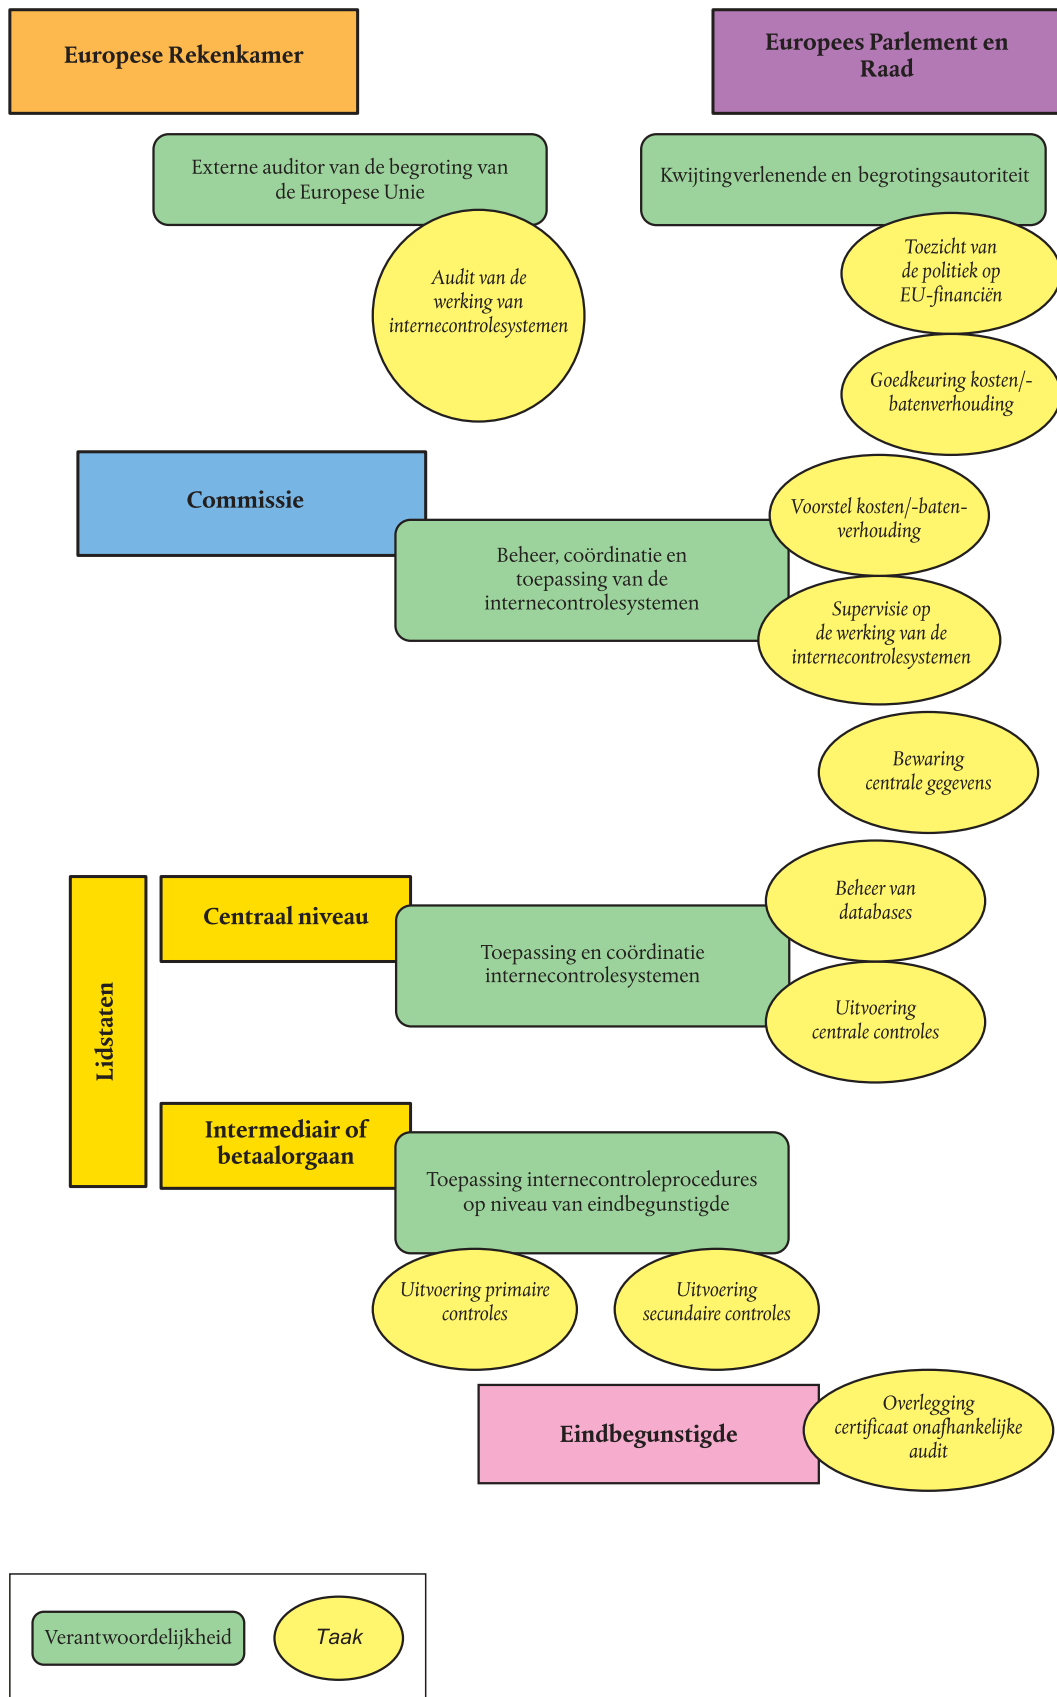 Europese Rekenkamer
Europees Parlement en
Raad
Externe auditor van de begroting van
de Europese Unie
Kwijtingverlenende en begrotingsautoriteit
Audit van de
werking van
internecontrolesystemen
Toezicht van
de politiek op
EU-financiën
Goedkeuring kosten/-
batenverhouding
Commissie
Beheer, coördinatie en
toepassing van de
internecontrolesystemen
Voorstel kosten/-baten-
verhouding
Supervisie op
de werking van de
internecontrolesystemen
Bewaring
centrale gegevens
Lidstaten
Centraal niveau
Toepassing en coördinatie
internecontrolesystemen
Beheer van
databases
Uitvoering
centrale controles
Intermediair of
betaalorgaan
Toepassing internecontroleprocedures
op niveau van eindbegunstigde
Uitvoering primaire
controles
Uitvoering
secundaire controles
Eindbegunstigde
Overlegging
certificaat onafhankelijke
audit
Verantwoordelijkheid
Taak